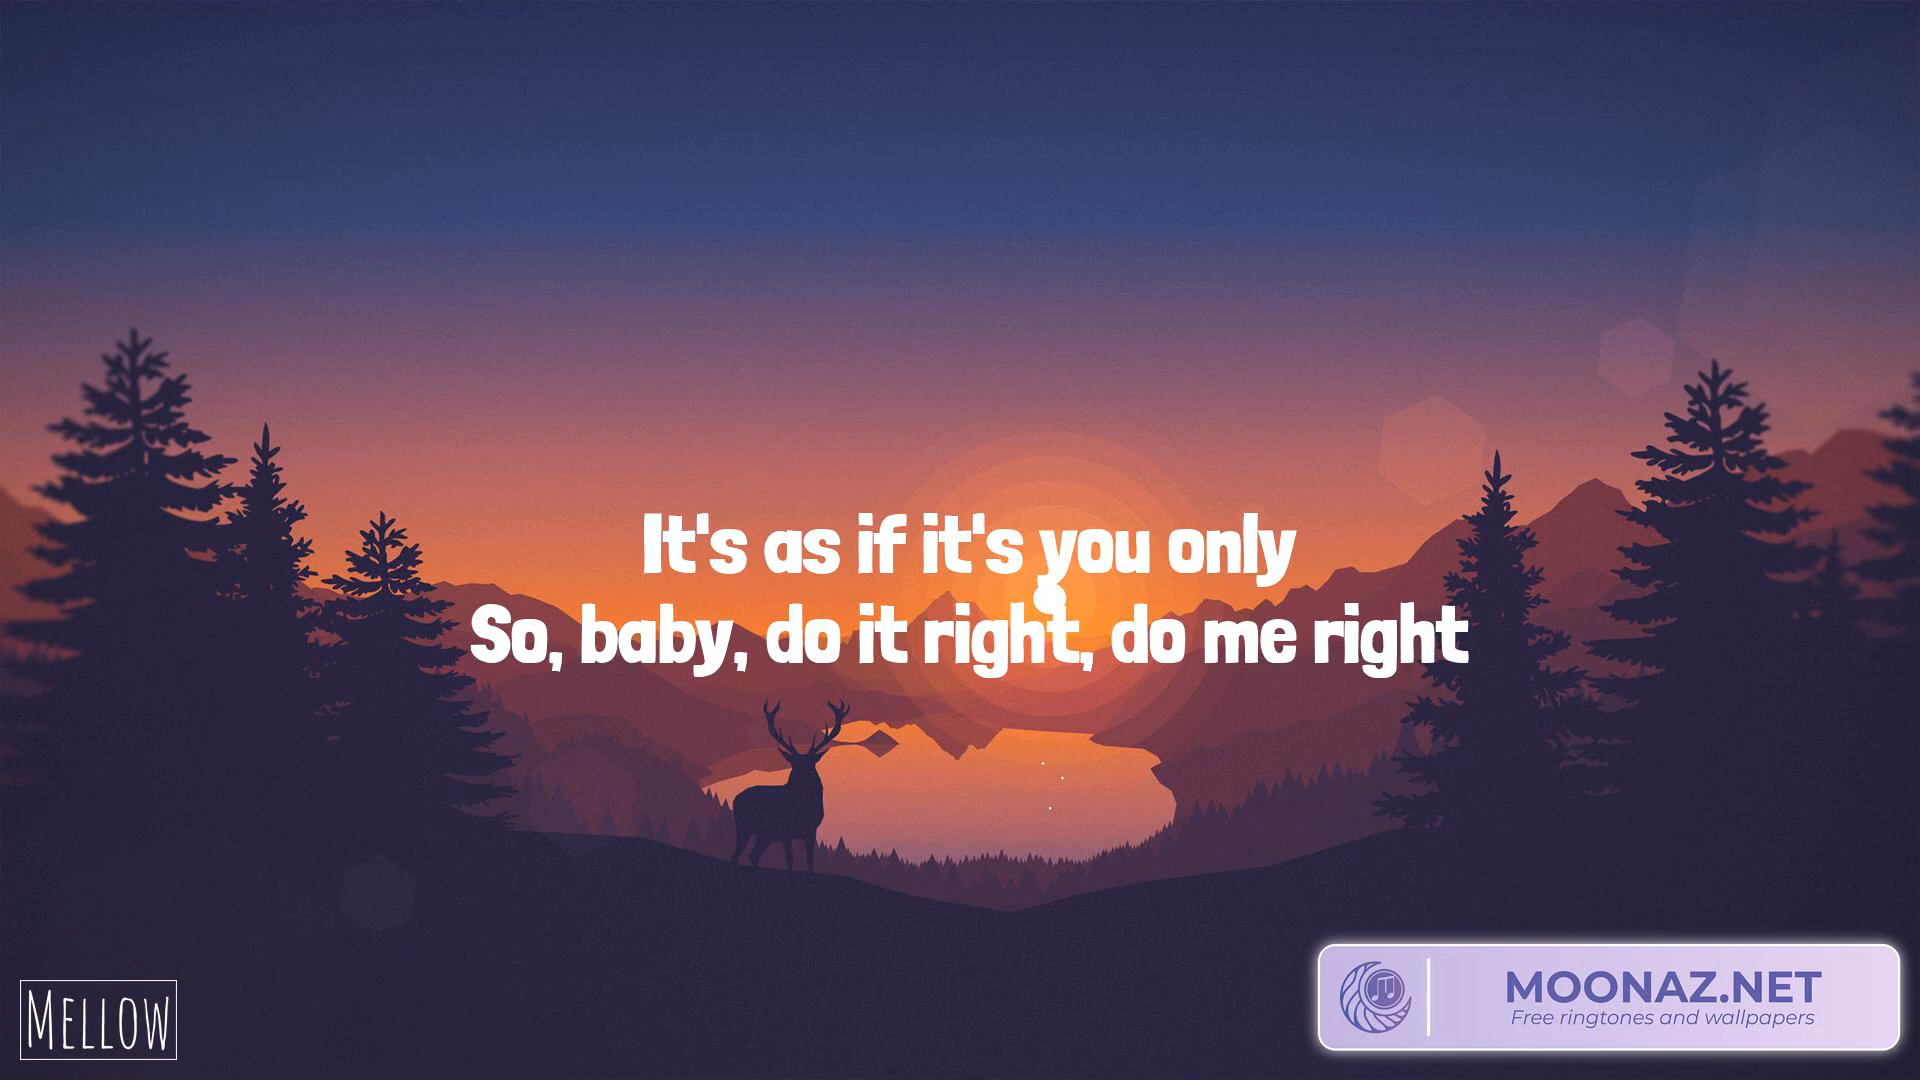 It's as if it's you only
So, baby, do it right, do me right
MELLOW
MOONAZ.NET
Free ringtones and wallpapers